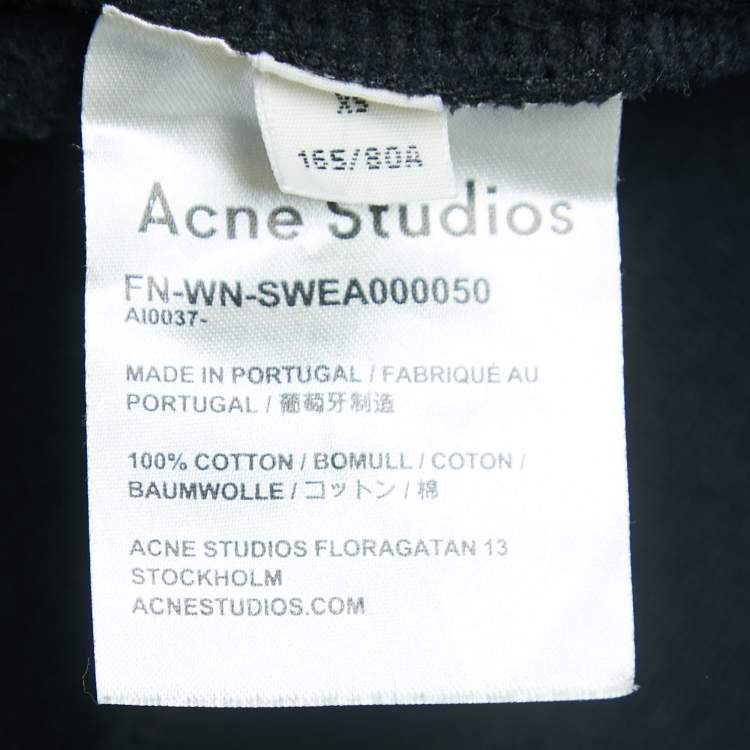 XS
165/80A
Acne Studios
FN-WN-SWEA000050
AI0037-
MADE IN PORTUGAL / FABRIQUÉ AU
PORTUGAL / 葡萄牙制造
100% COTTON / BOMULL / COTON /
BAUMWOLLE / コットン / 棉
ACNE STUDIOS FLORAGATAN 13
STOCKHOLM
ACNESTUDIOS.COM